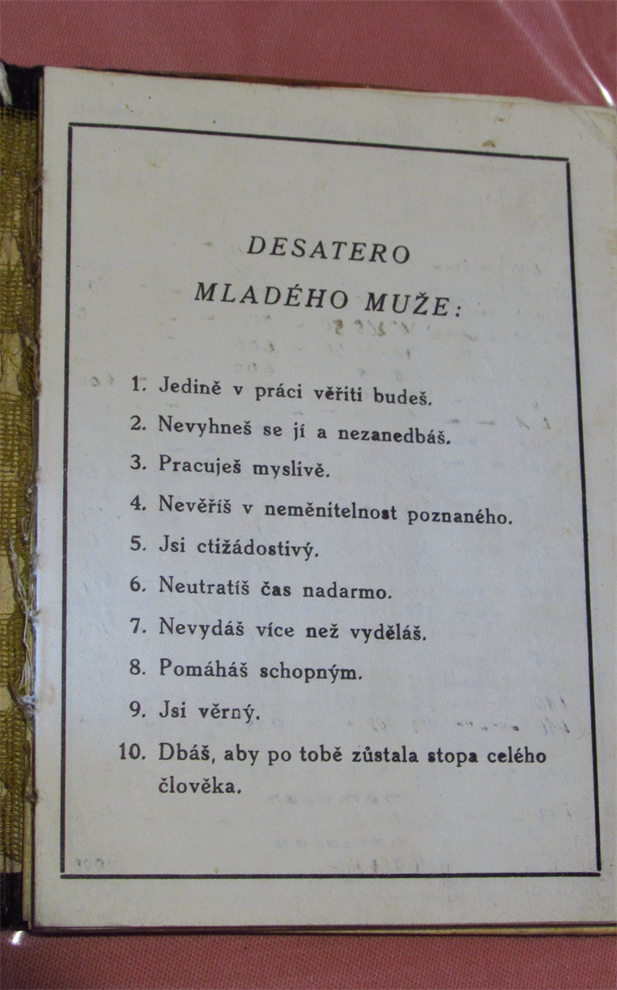 DESATERO
MLADÉHO MUŽE:
1. Jedině v práci věřiti budeš.
2. Nevyhneš se jí a nezanedbáš.
3. Pracuješ myslivě.
4. Nevěříš v neměnitelnost poznaného.
5. Jsi ctižádostivý.
6. Neutratíš čas nadarmo.
7. Nevydáš více než vyděláš.
8. Pomáháš schopným.
9. Jsi věrný.
10. Dbáš, aby po tobě zůstala stopa celého
člověka.